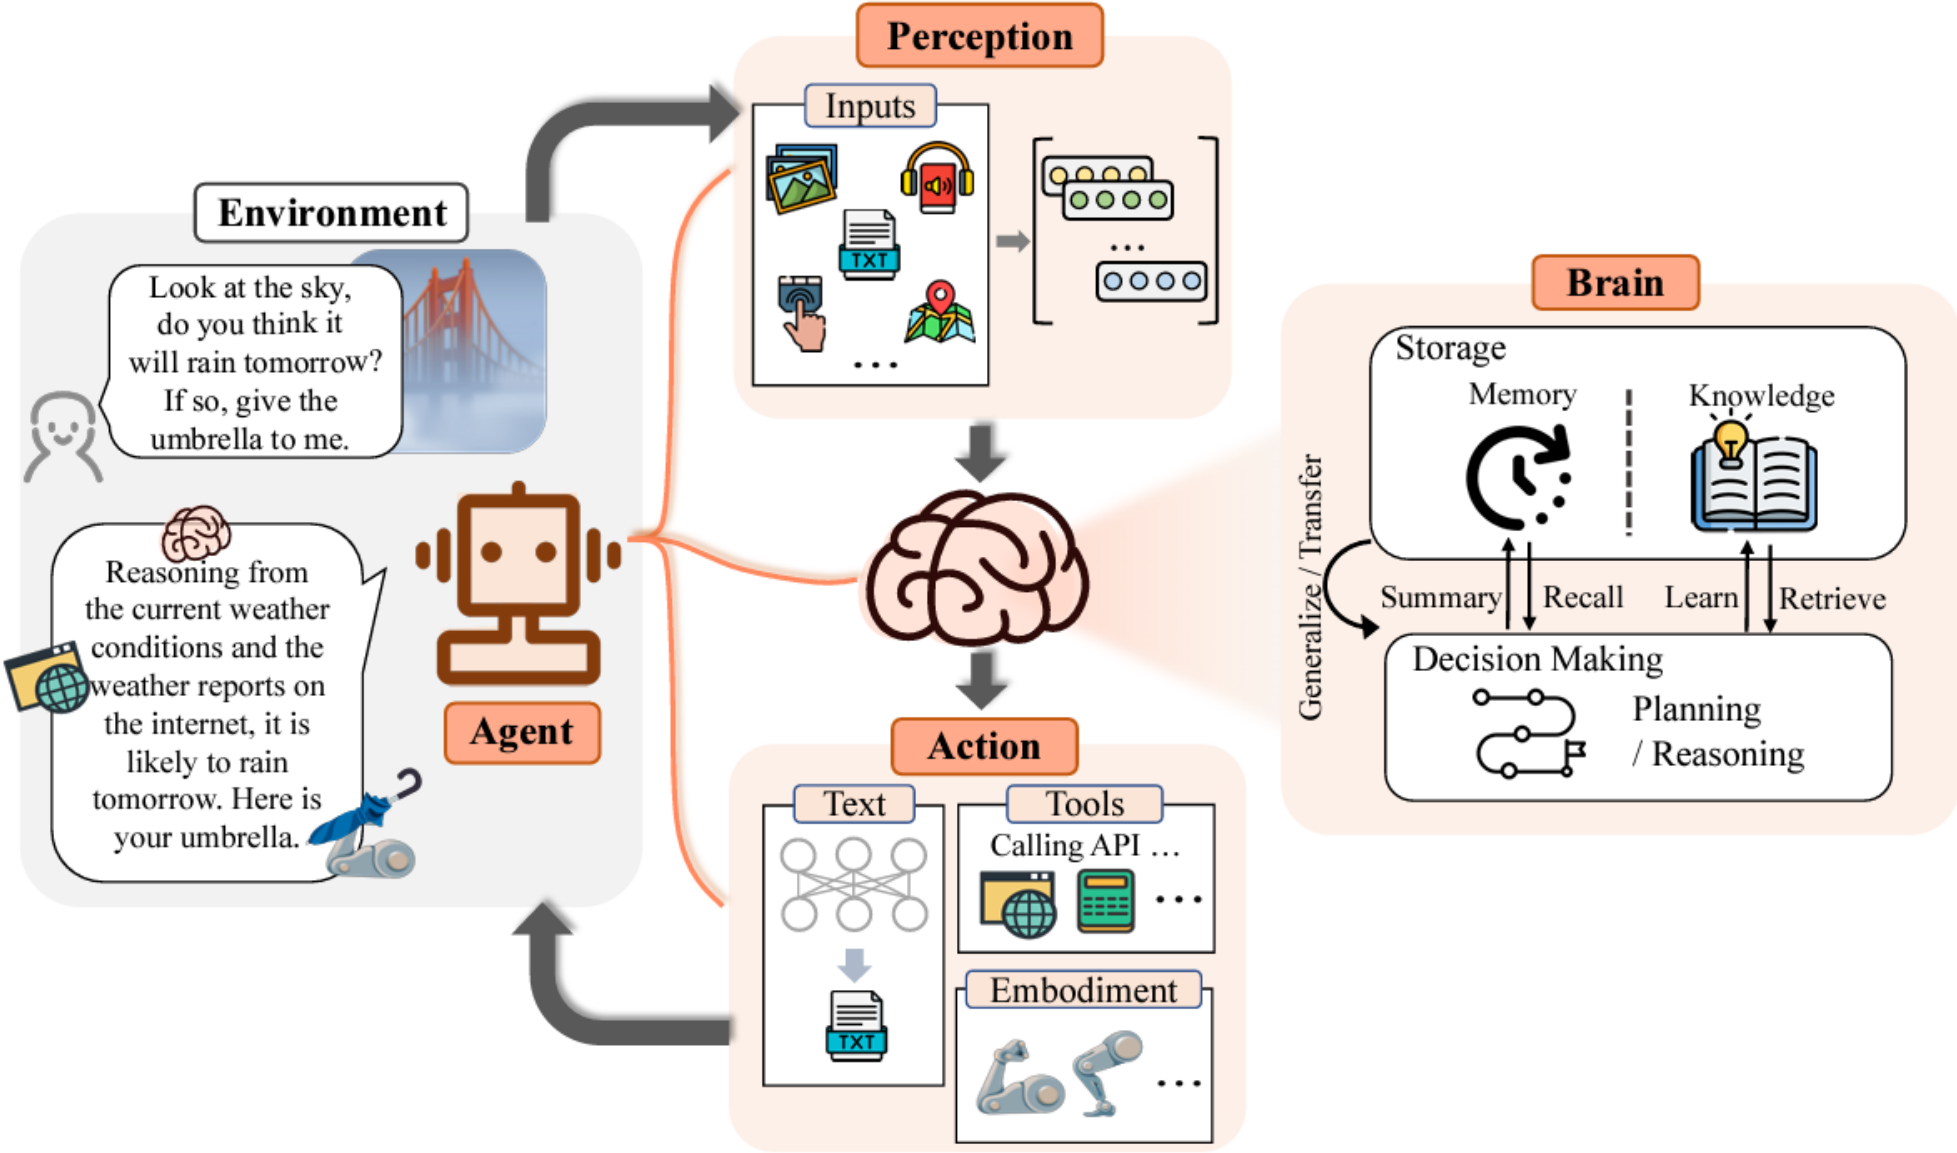 Perception
Inputs
TXT
Environment
Look at the sky,
do you think it
will rain tomorrow?
If so, give the
umbrella to me.
Reasoning from
the current weather
conditions and the
weather reports on
the internet, it is
likely to rain
tomorrow. Here is
your umbrella.
Agent
Action
Text
TXT
Tools
Calling API ...
Embodiment
Brain
Storage
Memory
Knowledge
Generalize / Transfer
Summary
Recall
Learn
Retrieve
Decision Making
Planning
/ Reasoning